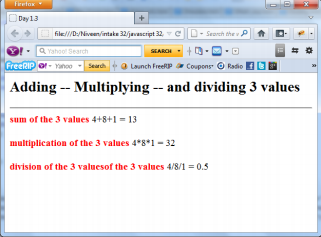 Firefox
Day 1.3
file:///D:/Niveen/intake 32/javascript 32
Search the v
Yahoo! Search
SEARCH
FreeRIP
Yahoo
Search
Launch FreeRIP
Coupons
Radio
Adding -- Multiplying -- and dividing 3 values
sum of the 3 values 4+8+1 = 13
multiplication of the 3 values 4*8*1 = 32
division of the 3 valuesof the 3 values 4/8/1 = 0.5